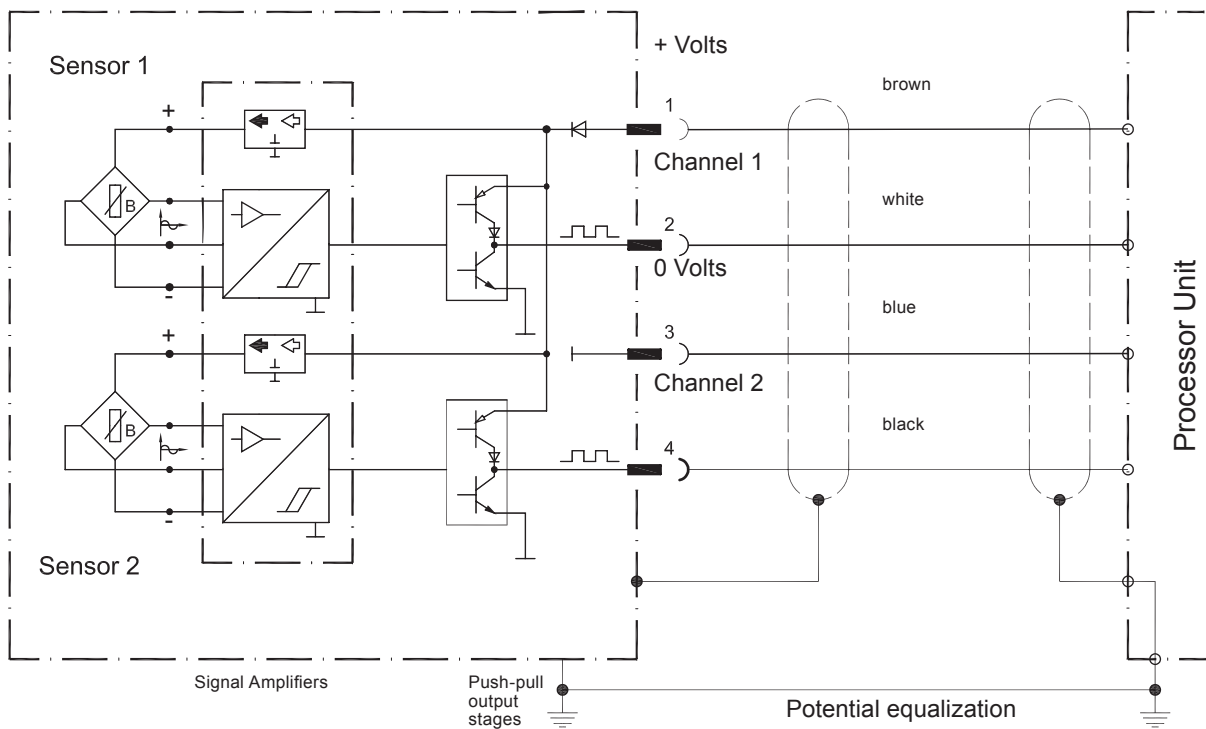 + Volts
Sensor 1
brown
+
1
Channel 1
B
white
2
-
0 Volts
+
blue
3
Channel 2
B
black
4
-
Sensor 2
Processor Unit
Signal Amplifiers
Push-pull
output
stages
Potential equalization